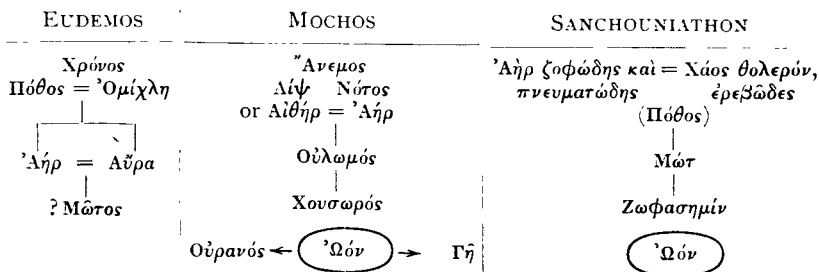 EUDEMOS
Χρόνος
Πόθος = Ὀμίχλη
Ἀήρ = Αὔρα
? Μῶτος
MOCHOS
Ἄνεμος
Λίψ Νότος
or Αἰθήρ = Ἀήρ
Οὐλωμός
Χουσωρός
Οὐρανός ← Ὠόν → Γῆ
SANCHOUNIATHON
Ἀὴρ ζοφώδης καὶ = Χάος θολερόν,
πνευματώδης ἐρεβῶδες
(Πόθος)
Μώτ
Ζωφασημίν
Ὠόν